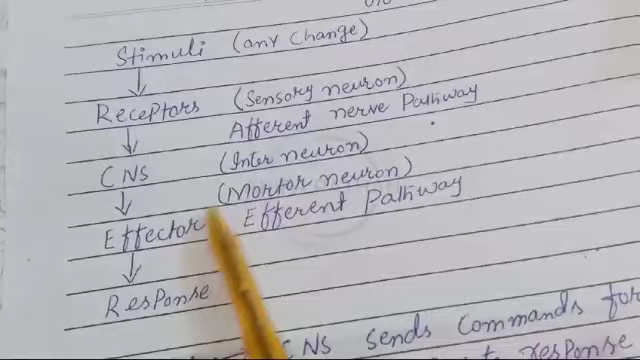 Stimuli (any change)
Receptors (Sensory neuron)
Afferent nerve Pathway
CNS (Inter neuron)
(Mortor neuron)
Effector Efferent Pathway
Response
CNS sends commands for
response